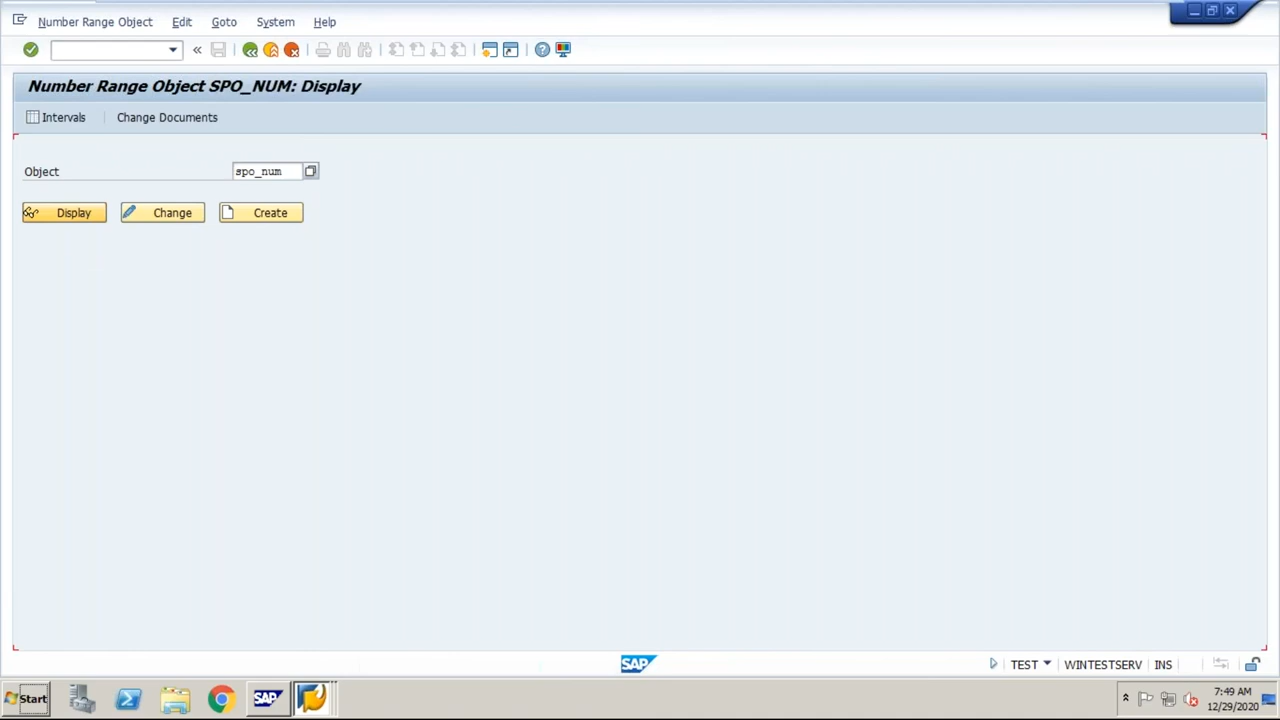 Number Range Object Edit Goto System Help
Number Range Object SPO_NUM: Display
Intervals Change Documents
Object spo_num
Display Change Create
SAP TEST WINTESTSERV INS
Start SAP 7:49 AM
12/29/2020